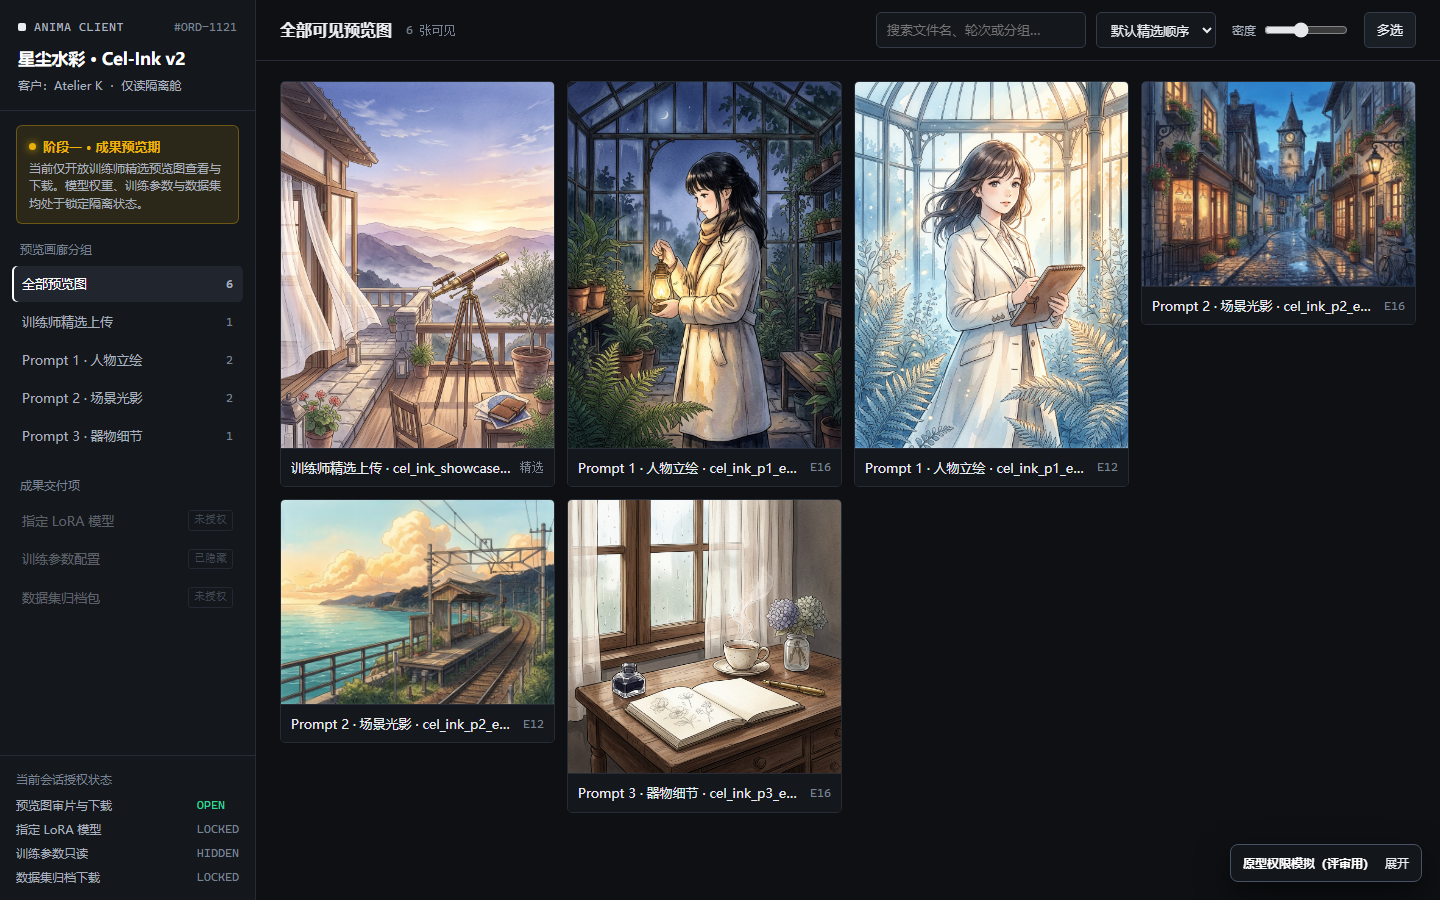 ANIMA CLIENT
#ORD-1121
星尘水彩 • Cel-Ink v2
客户： Atelier K · 仅读隔离舱
阶段一 • 成果预览期
当前仅开放训练师精选预览图查看与
下载。模型权重、训练参数与数据集
均处于锁定隔离状态。
预览画廊分组
全部预览图 6
训练师精选上传 1
Prompt 1 · 人物立绘 2
Prompt 2 · 场景光影 2
Prompt 3 · 器物细节 1
成果交付项
指定 LoRA 模型 未授权
训练参数配置 已隐藏
数据集归档包 未授权
当前会话授权状态
预览图审片与下载 OPEN
指定 LoRA 模型 LOCKED
训练参数只读 HIDDEN
数据集归档下载 LOCKED
全部可见预览图 6 张可见
搜索文件名、轮次或分组...
默认精选顺序
密度
多选
训练师精选上传 · cel_ink_showcase... 精选
Prompt 1 · 人物立绘 · cel_ink_p1_e... E16
Prompt 1 · 人物立绘 · cel_ink_p1_e... E12
Prompt 2 · 场景光影 · cel_ink_p2_e... E16
Prompt 2 · 场景光影 · cel_ink_p2_e... E12
Prompt 3 · 器物细节 · cel_ink_p3_e... E16
原型权限模拟（评审用） 展开